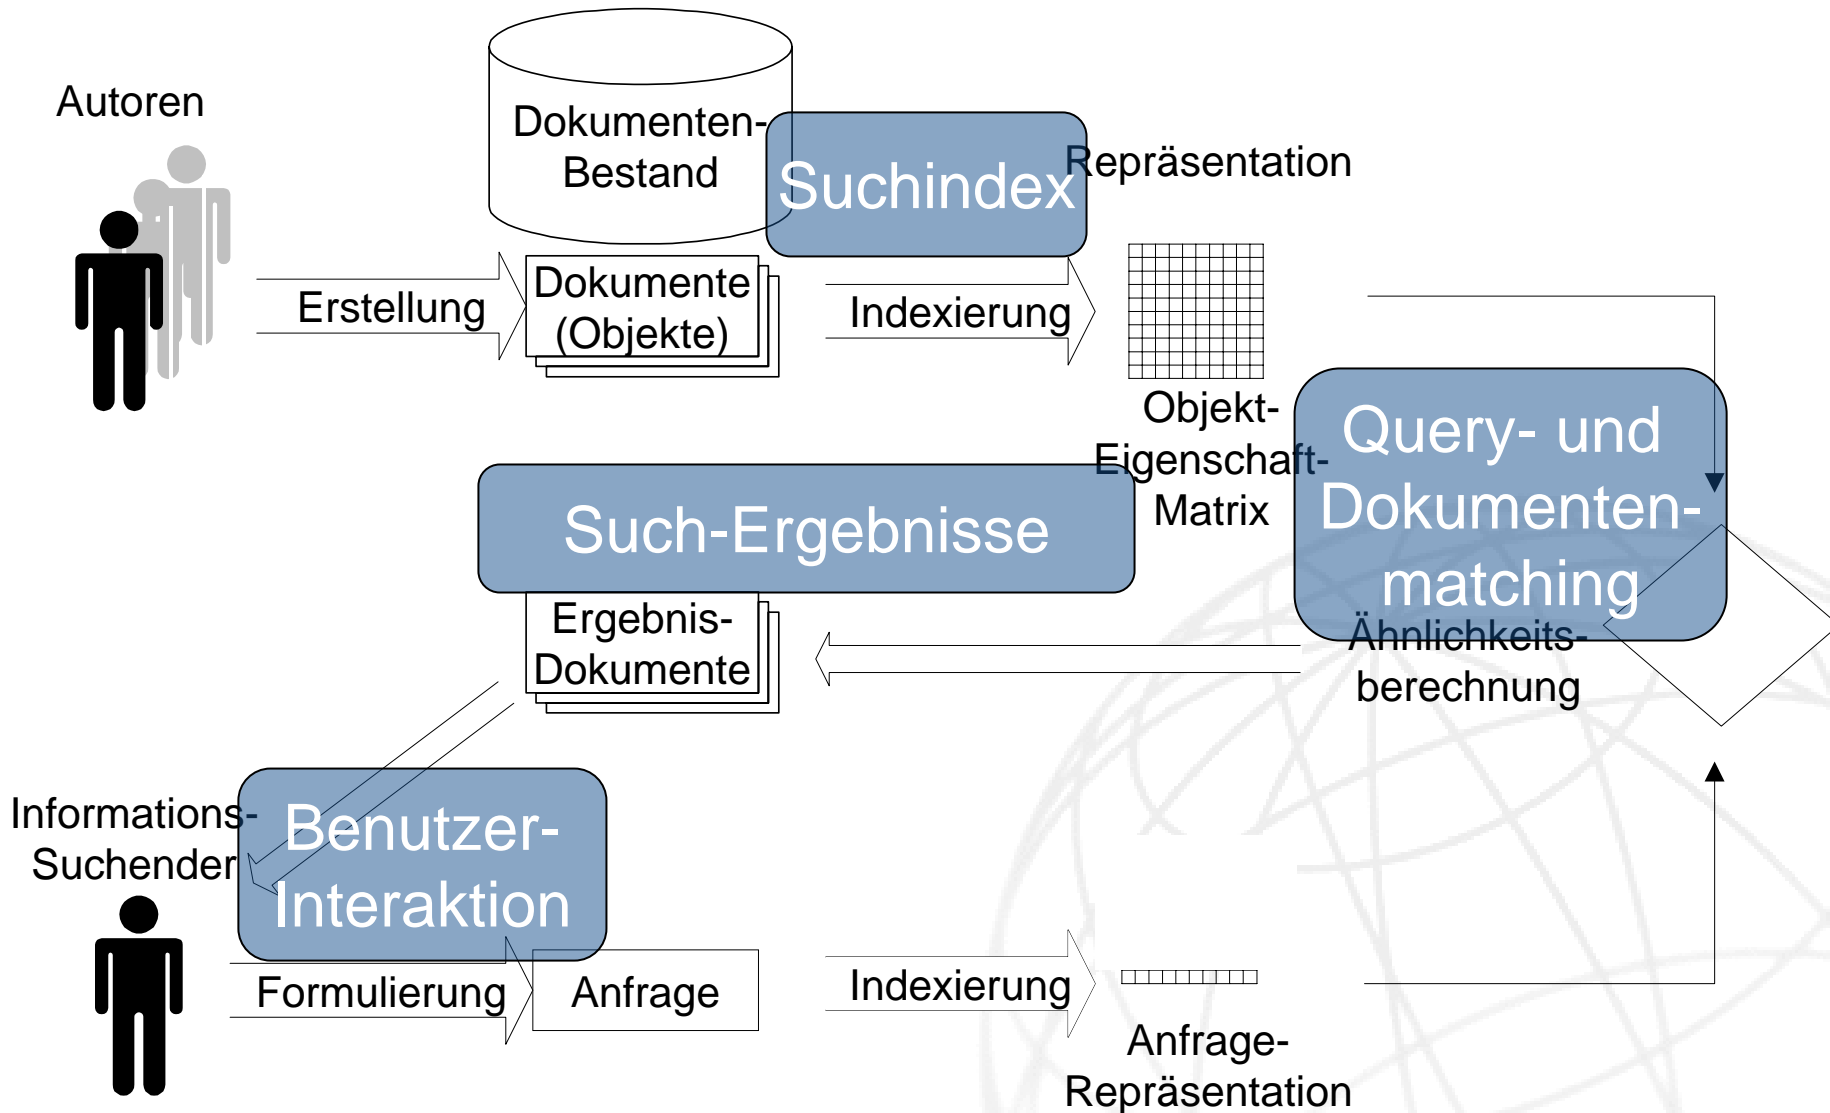 Autoren
Dokumenten-
Bestand
Suchindex
Repräsentation
Erstellung
Dokumente
(Objekte)
Indexierung
Objekt-
Eigenschaft-
Matrix
Query- und
Dokumenten-
matching
Such-Ergebnisse
Ergebnis-
Dokumente
Ähnlichkeits-
berechnung
Informations-
Suchender
Benutzer-
Interaktion
Formulierung
Anfrage
Indexierung
Anfrage-
Repräsentation